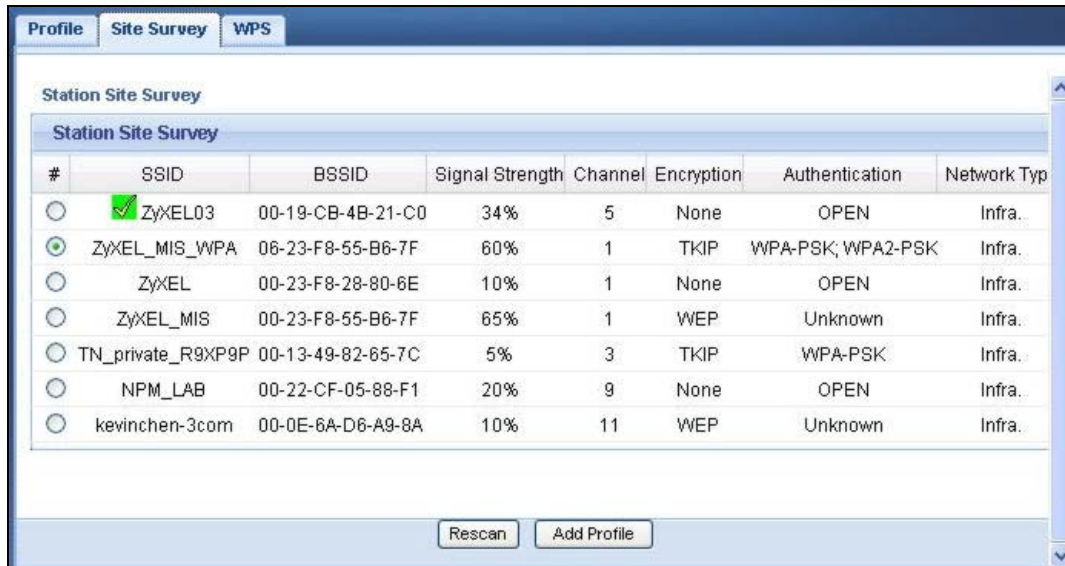 Profile Site Survey WPS
Station Site Survey
Station Site Survey
# SSID BSSID Signal Strength Channel Encryption Authentication Network Typ
ZyXEL03 00-19-CB-4B-21-C0 34% 5 None OPEN Infra.
ZyXEL_MIS_WPA 06-23-F8-55-B6-7F 60% 1 TKIP WPA-PSK; WPA2-PSK Infra.
ZyXEL 00-23-F8-28-80-6E 10% 1 None OPEN Infra.
ZyXEL_MIS 00-23-F8-55-B6-7F 65% 1 WEP Unknown Infra.
TN_private_R9XP9P 00-13-49-82-65-7C 5% 3 TKIP WPA-PSK Infra.
NPM_LAB 00-22-CF-05-88-F1 20% 9 None OPEN Infra.
kevinchen-3com 00-0E-6A-D6-A9-8A 10% 11 WEP Unknown Infra.
Rescan Add Profile